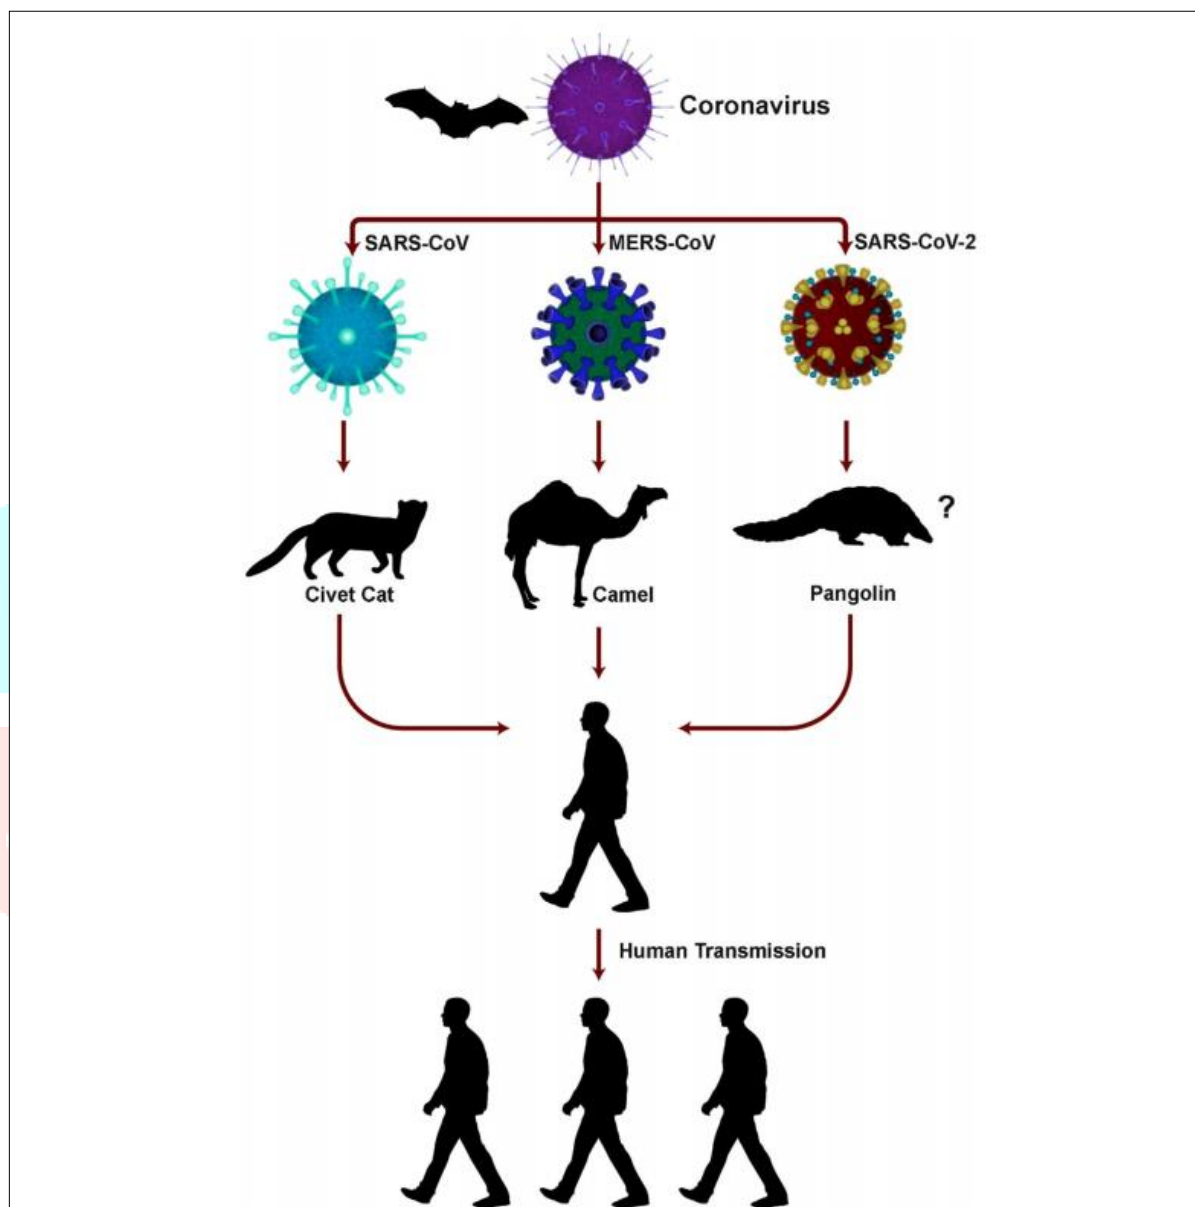 Coronavirus
SARS-CoV
MERS-CoV
SARS-CoV-2
?
Civet Cat
Camel
Pangolin
Human Transmission